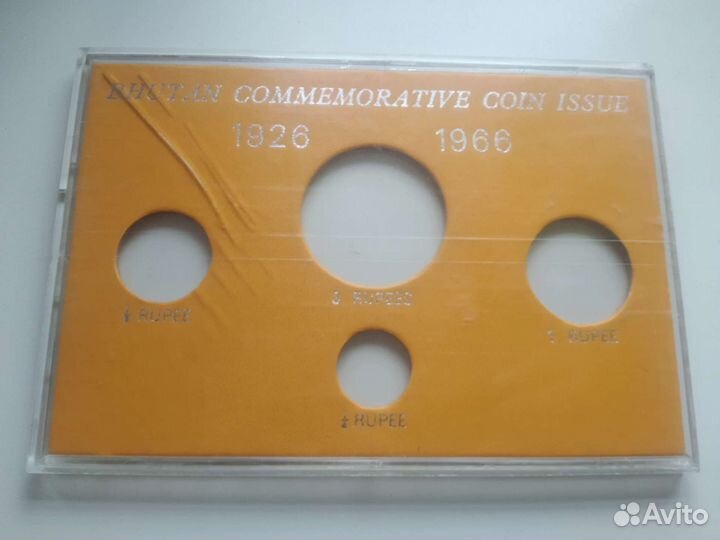 BHUTAN COMMEMORATIVE COIN ISSUE
1926 1966
3 RUPEES
RUPEE
1 RUPEE
RUPEE
Avito